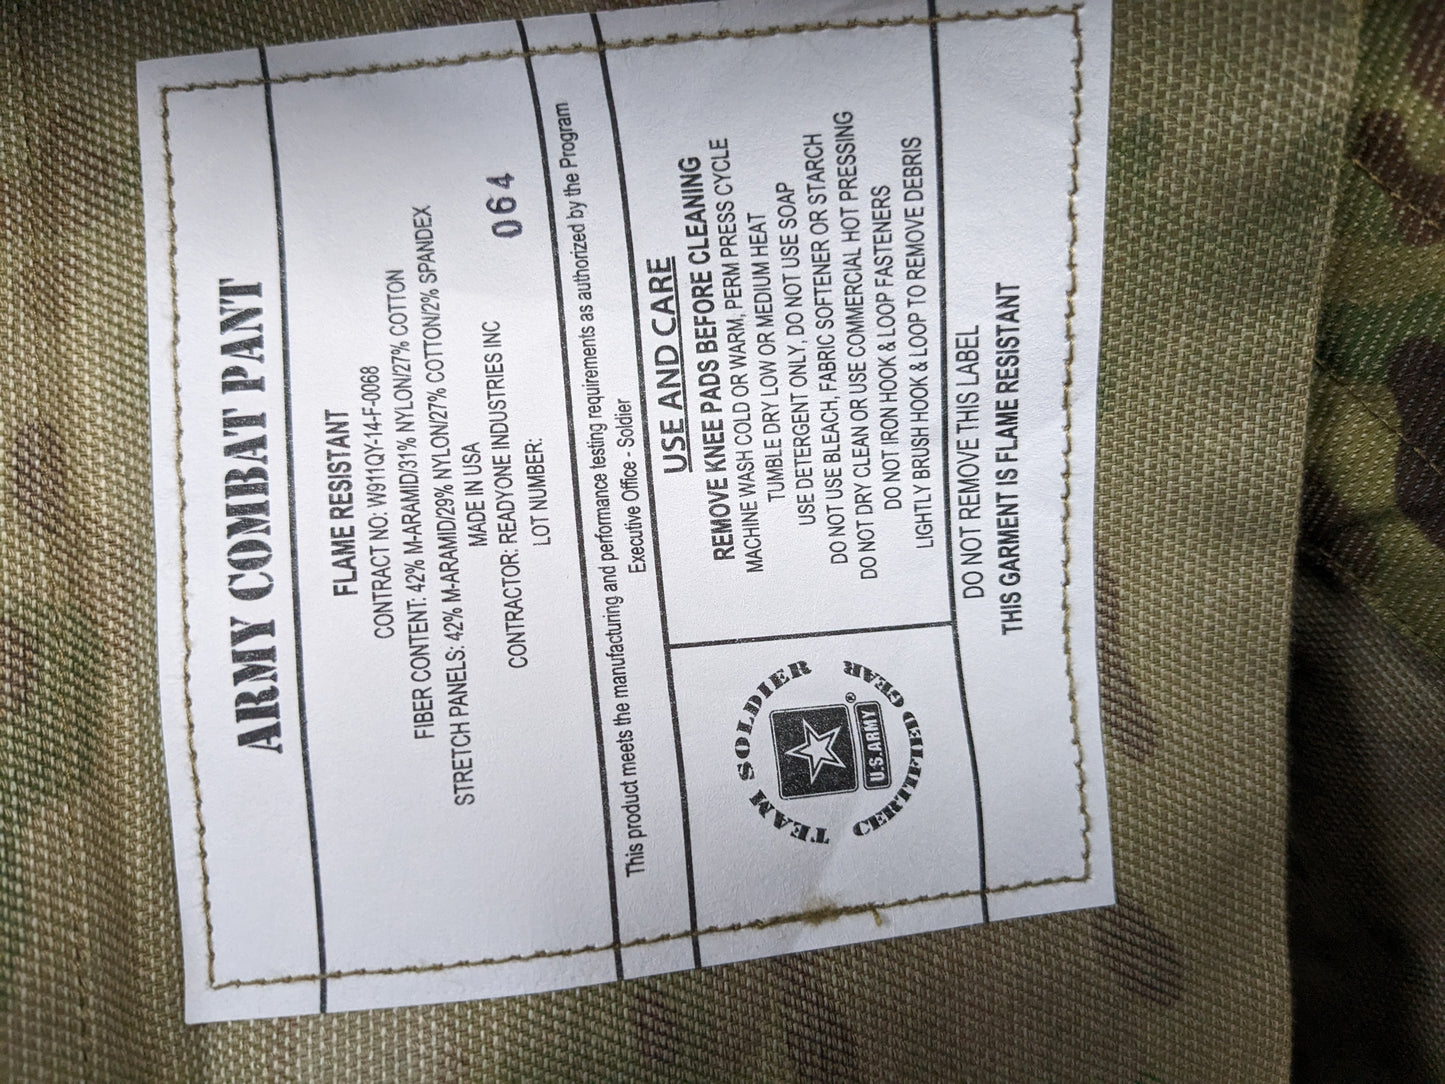 ARMY COMBAT PANT
FLAME RESISTANT
CONTRACT NO: W911QY-14-F-0068
FIBER CONTENT: 42% M-ARAMID/31% NYLON/27% COTTON
STRETCH PANELS: 42% M-ARAMID/29% NYLON/27% COTTON/2% SPANDEX
MADE IN USA
CONTRACTOR: READYONE INDUSTRIES INC
LOT NUMBER:
064
This product meets the manufacturing and performance testing requirements as authorized by the Program
Executive Office - Soldier
USE AND CARE
REMOVE KNEE PADS BEFORE CLEANING
MACHINE WASH COLD OR WARM, PERM PRESS CYCLE
TUMBLE DRY LOW OR MEDIUM HEAT
USE DETERGENT ONLY, DO NOT USE SOAP
DO NOT USE BLEACH, FABRIC SOFTENER OR STARCH
DO NOT DRY CLEAN OR USE COMMERCIAL HOT PRESSING
DO NOT IRON HOOK & LOOP FASTENERS
LIGHTLY BRUSH HOOK & LOOP TO REMOVE DEBRIS
TEAM SOLDIER
U.S.ARMY ®
CERTIFIED GEAR
DO NOT REMOVE THIS LABEL
THIS GARMENT IS FLAME RESISTANT